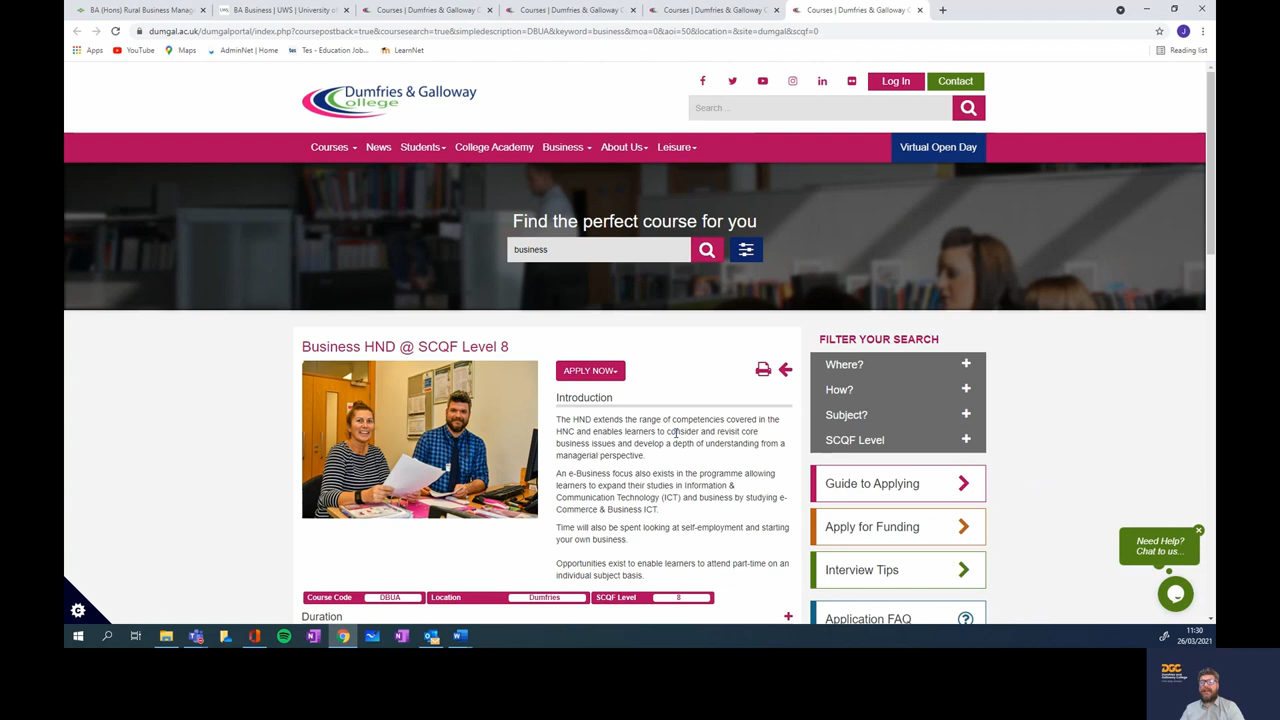 BA (Hons) Rural Business Manag
BA Business | UWS | University of
Courses | Dumfries & Galloway C
Courses | Dumfries & Galloway C
Courses | Dumfries & Galloway C
Courses | Dumfries & Galloway C
dumgal.ac.uk/dumgalportal/index.php?coursepostback=true&coursesearch=true&simpledescription=DBUA&keyword=business&moa=0&aoi=50&location=&site=dumgal&scqf=0
J
Apps
YouTube
Maps
AdminNet | Home
Tes - Education Job...
LearnNet
Reading list
Dumfries & Galloway
College
Log In
Contact
Search ...
Courses
News
Students
College Academy
Business
About Us
Leisure
Virtual Open Day
Find the perfect course for you
business
Business HND @ SCQF Level 8
APPLY NOW
Introduction
The HND extends the range of competencies covered in the
HNC and enables learners to consider and revisit core
business issues and develop a depth of understanding from a
managerial perspective.
An e-Business focus also exists in the programme allowing
learners to expand their studies in Information &
Communication Technology (ICT) and business by studying e-
Commerce & Business ICT.
Time will also be spent looking at self-employment and starting
your own business.
Opportunities exist to enable learners to attend part-time on an
individual subject basis.
Course Code DBUA Location Dumfries SCQF Level 8
Duration
FILTER YOUR SEARCH
Where?
How?
Subject?
SCQF Level
Guide to Applying
Apply for Funding
Interview Tips
Application FAQ
Need Help?
Chat to us...
11:30
26/03/2021
DGC
Dumfries and
Galloway College